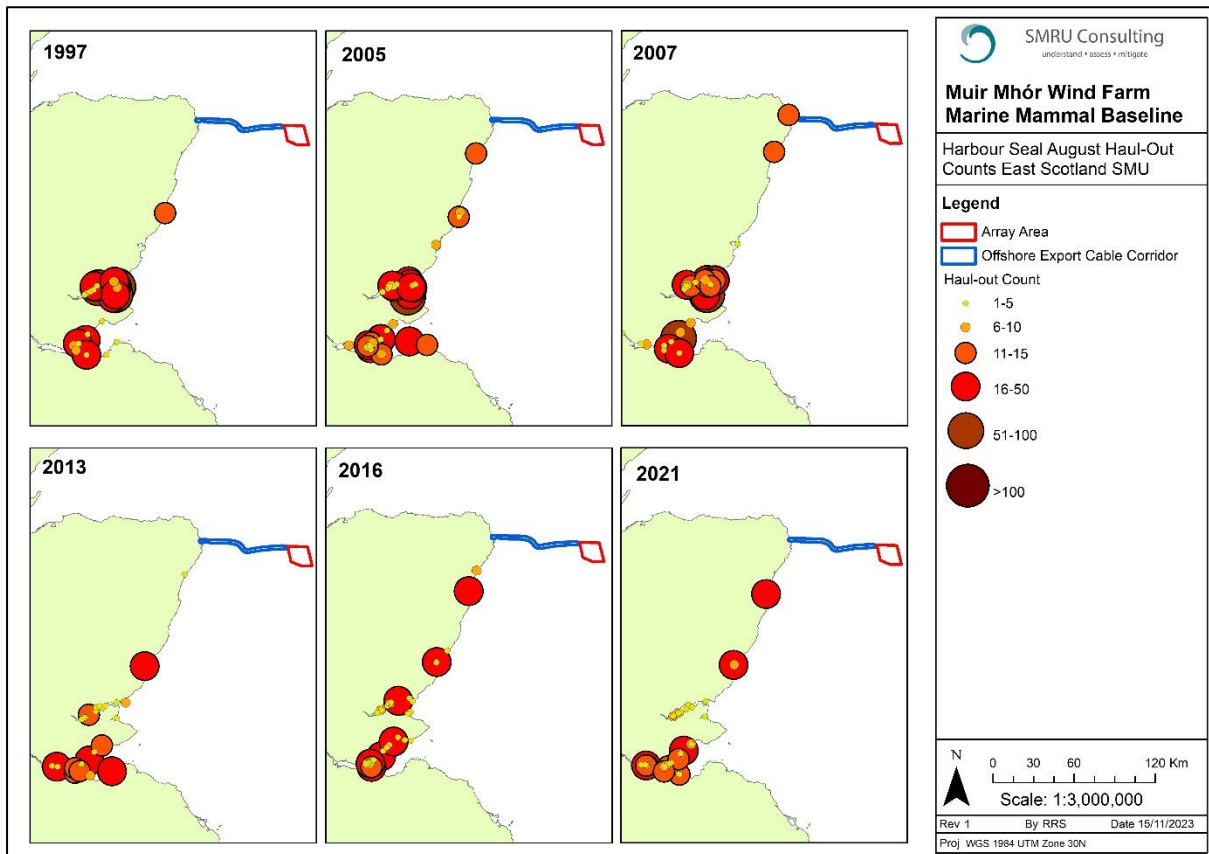 1997
2005
2007
2013
2016
2021
SMRU Consulting
understand • assess • mitigate
Muir Mhór Wind Farm
Marine Mammal Baseline
Harbour Seal August Haul-Out
Counts East Scotland SMU
Legend
Array Area
Offshore Export Cable Corridor
Haul-out Count
1-5
6-10
11-15
16-50
51-100
>100
N
0 30 60 120 Km
Scale: 1:3,000,000
Rev 1 By RRS Date 15/11/2023
Proj WGS 1984 UTM Zone 30N